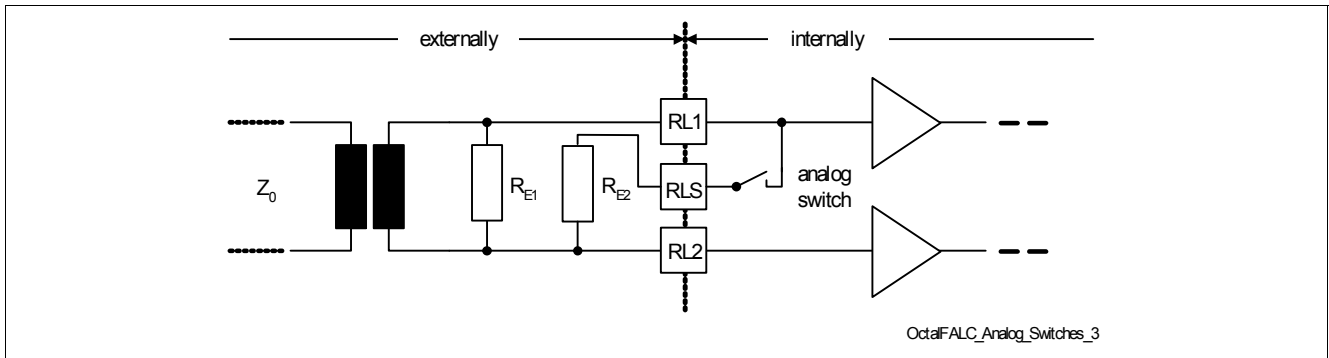 externally internally
RL1
analog
switch
Z0 RE1 RE2 RLS
RL2
OctalFALC_Analog_Switches_3